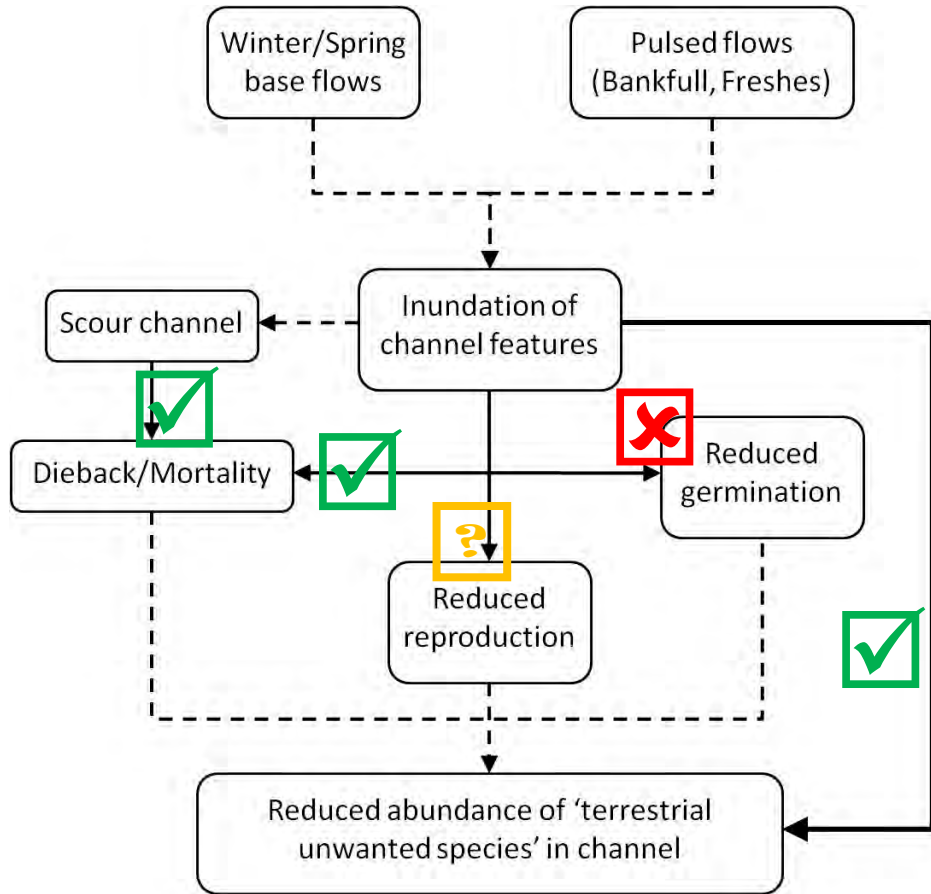 Winter/Spring
base flows
Pulsed flows
(Bankfull, Freshes)
Inundation of
channel features
Scour channel
Dieback/Mortality
Reduced
germination
?
Reduced
reproduction
Reduced abundance of ‘terrestrial
unwanted species’ in channel